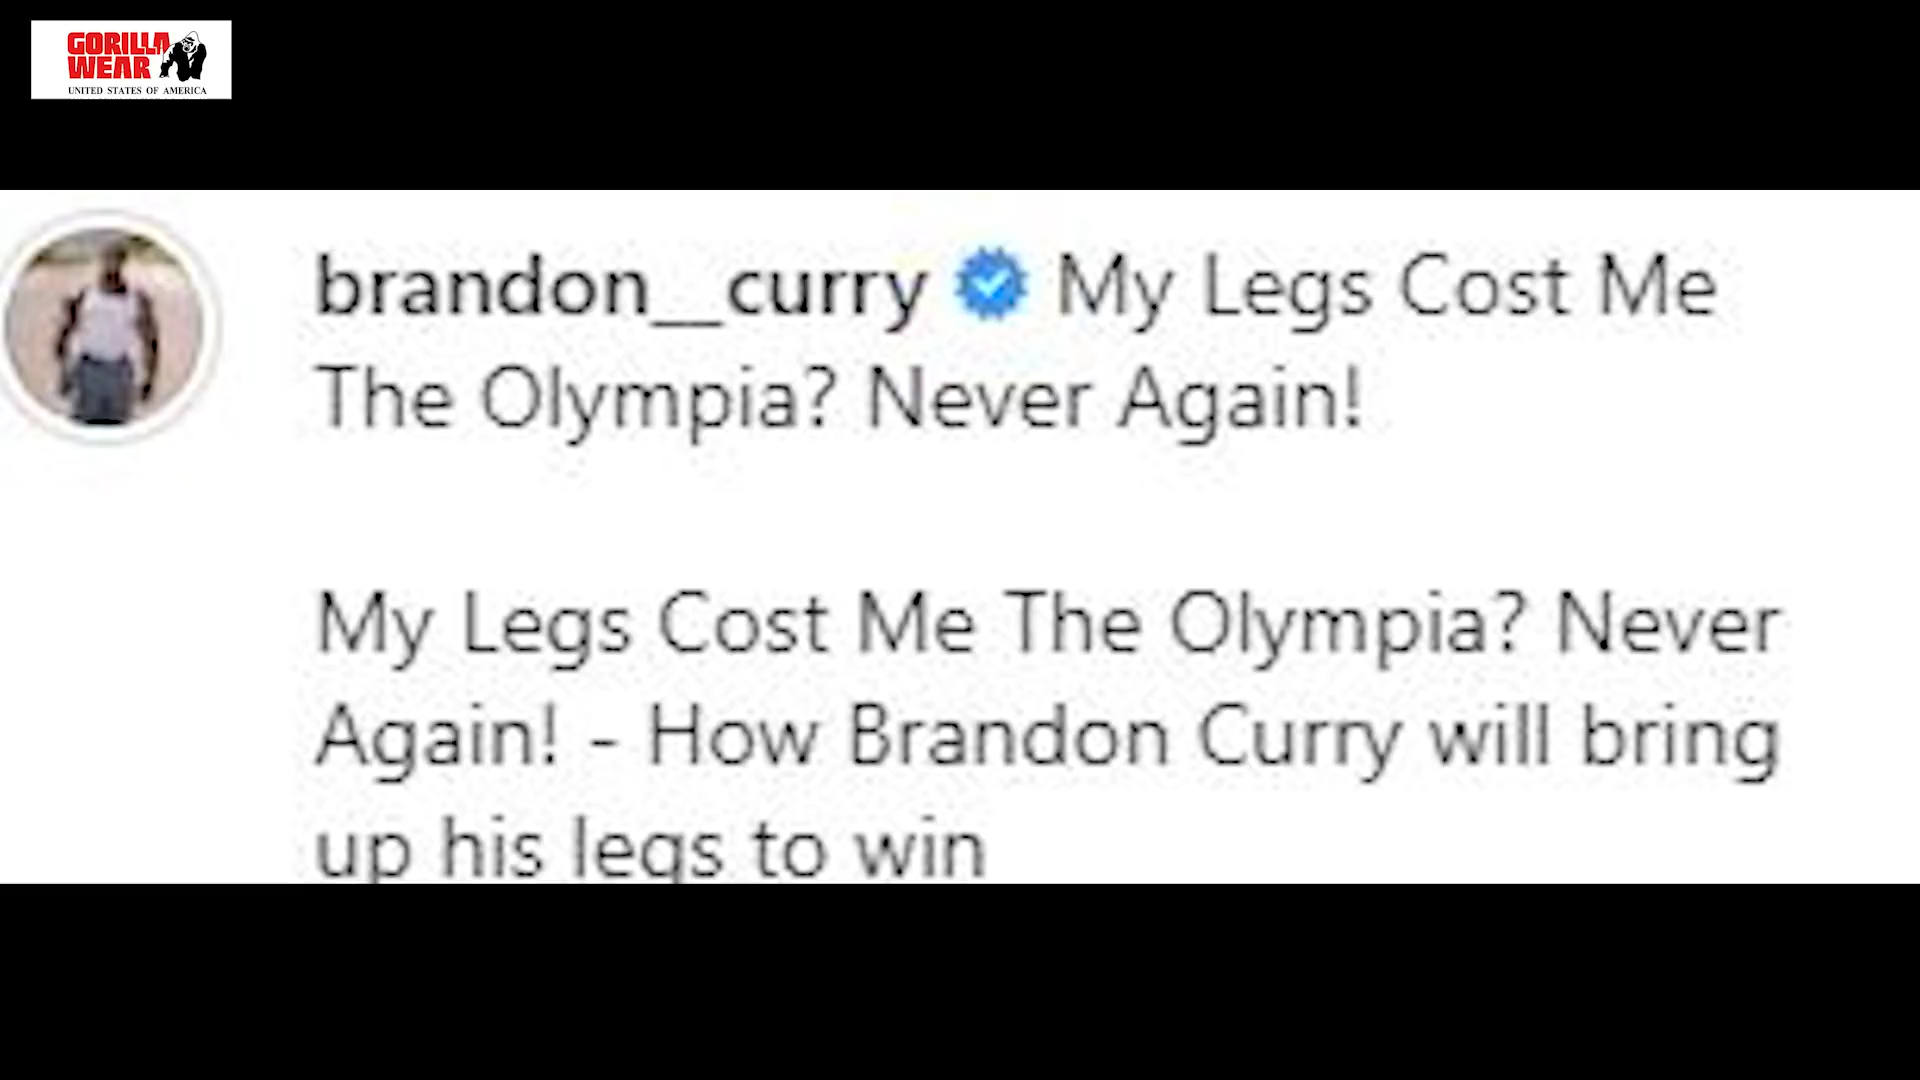 GORILLA
WEAR
UNITED STATES OF AMERICA
brandon__curry My Legs Cost Me
The Olympia? Never Again!
My Legs Cost Me The Olympia? Never
Again! - How Brandon Curry will bring
up his legs to win